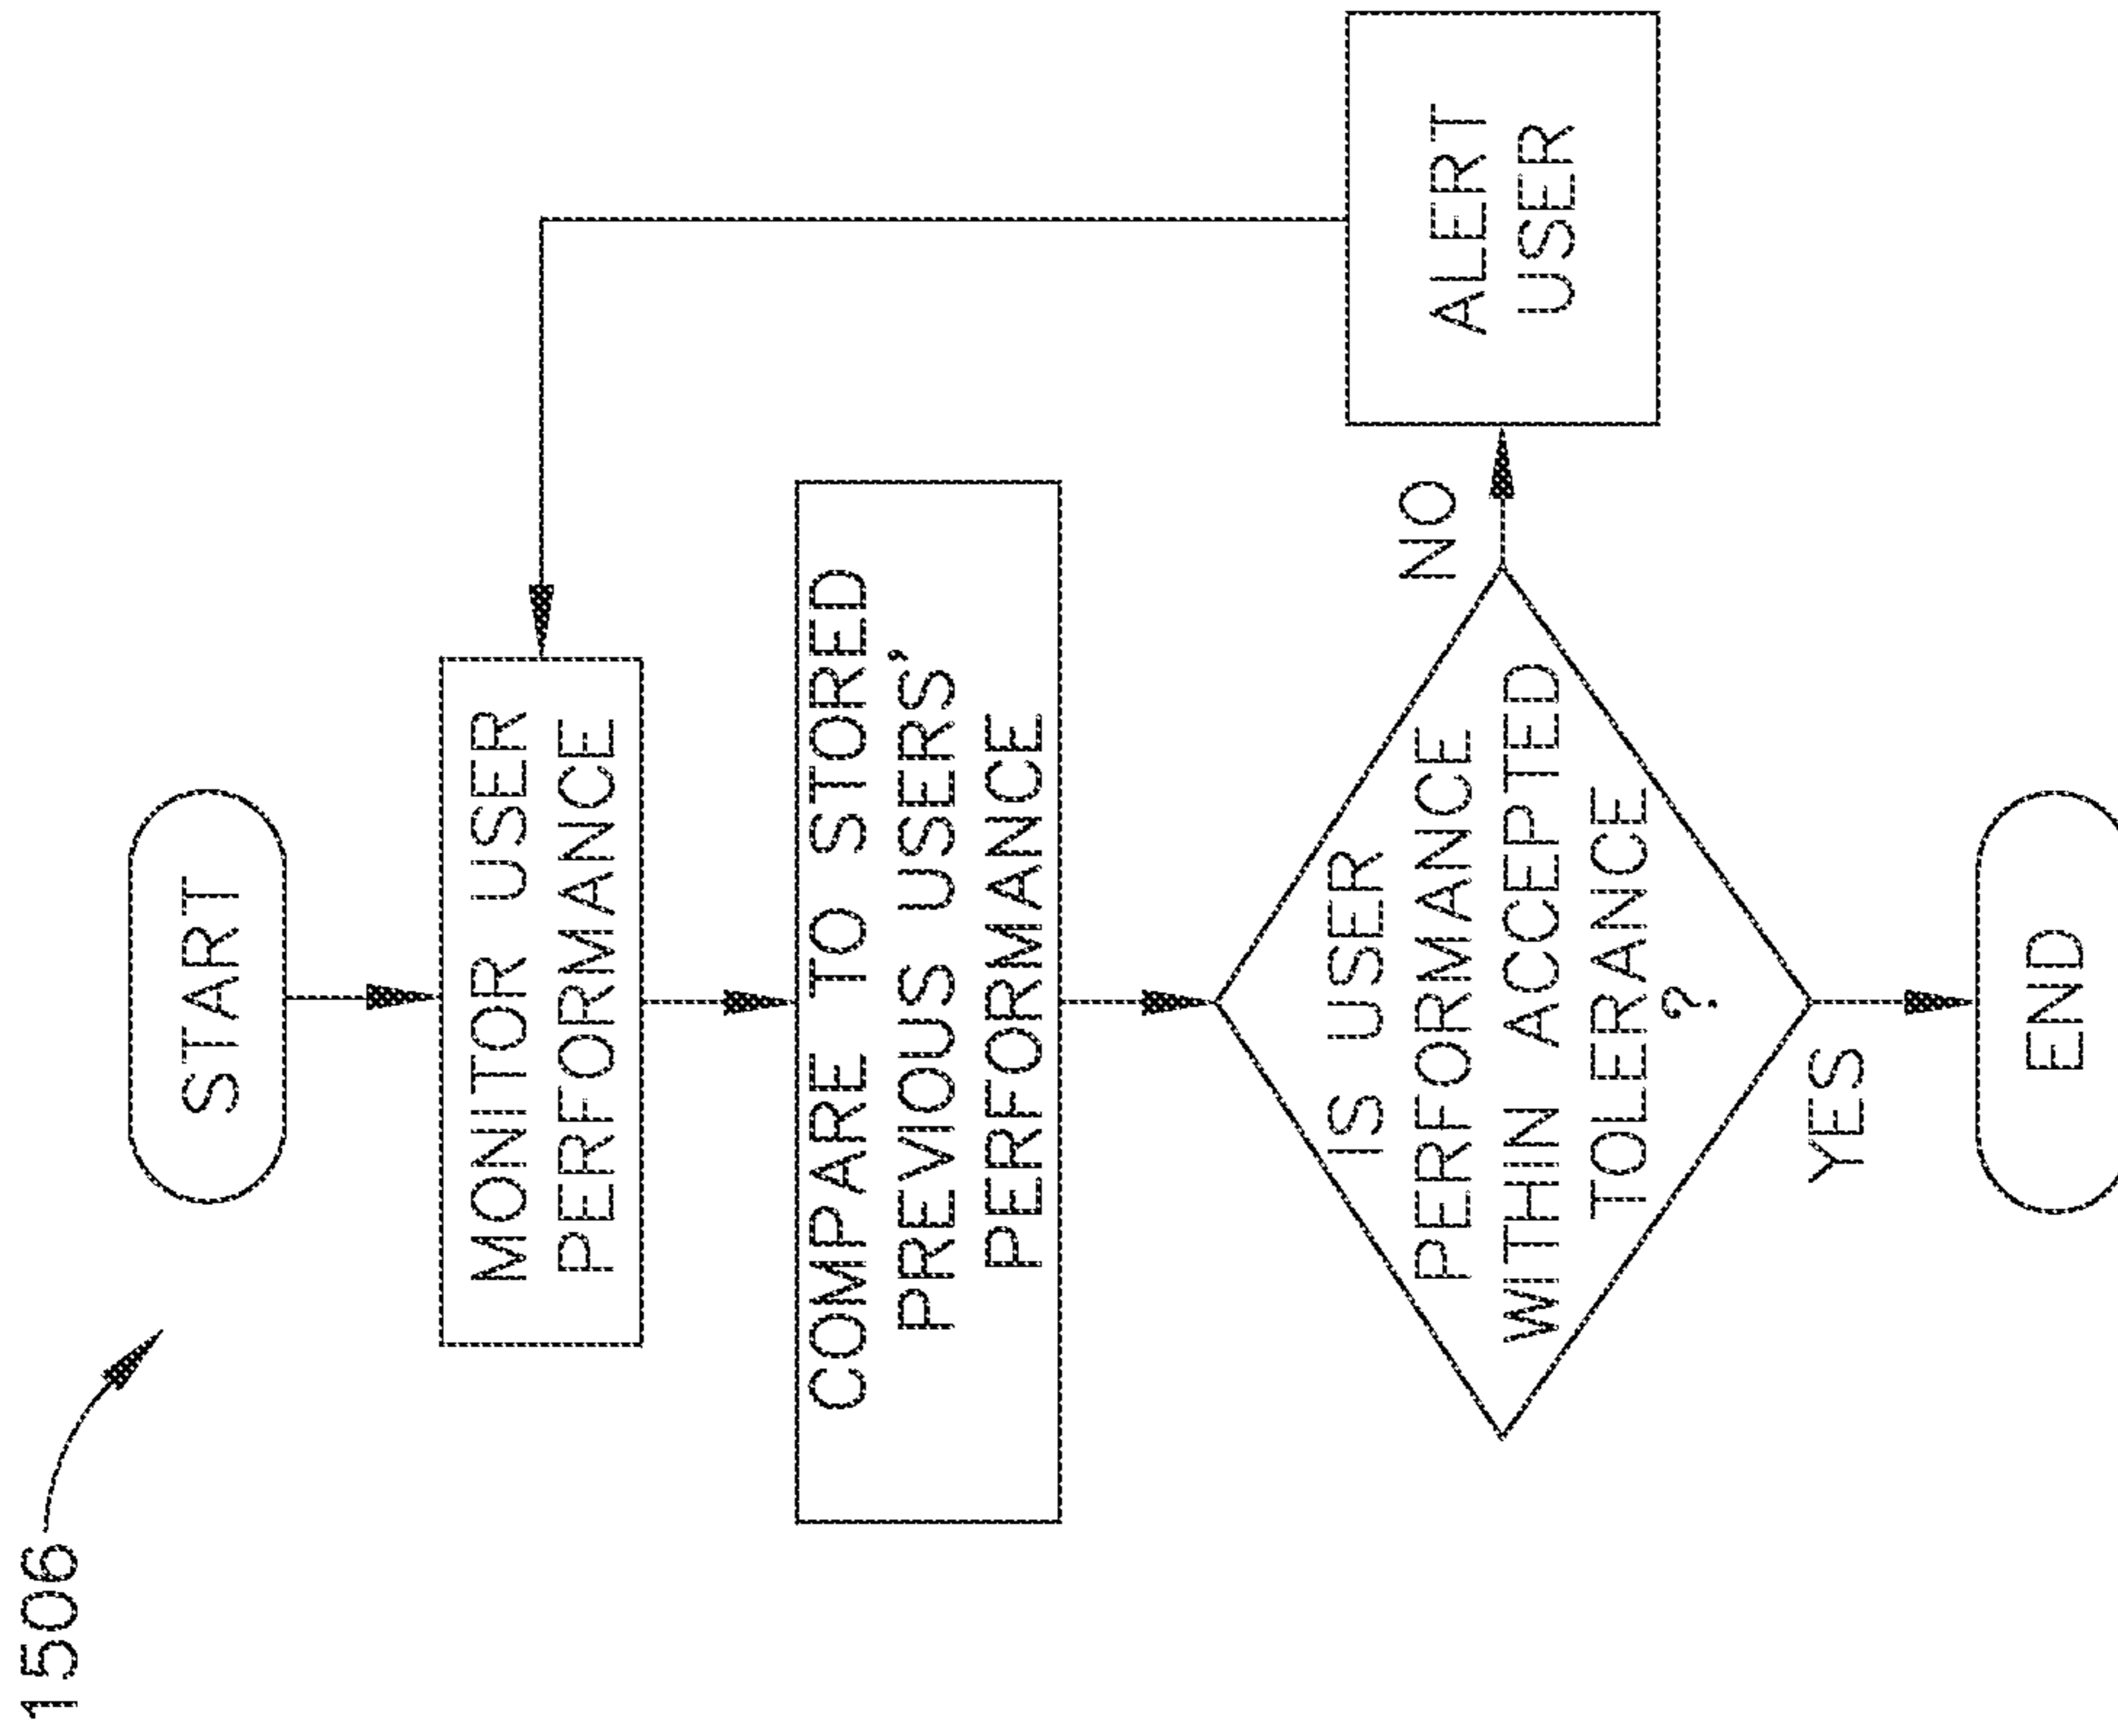 1506
START
MONITOR USER
PERFORMANCE
COMPARE TO STORED
PREVIOUS USERS'
PERFORMANCE
IS USER
PERFORMANCE
WITHIN ACCEPTED
TOLERANCE
?
NO
ALERT
USER
YES
END